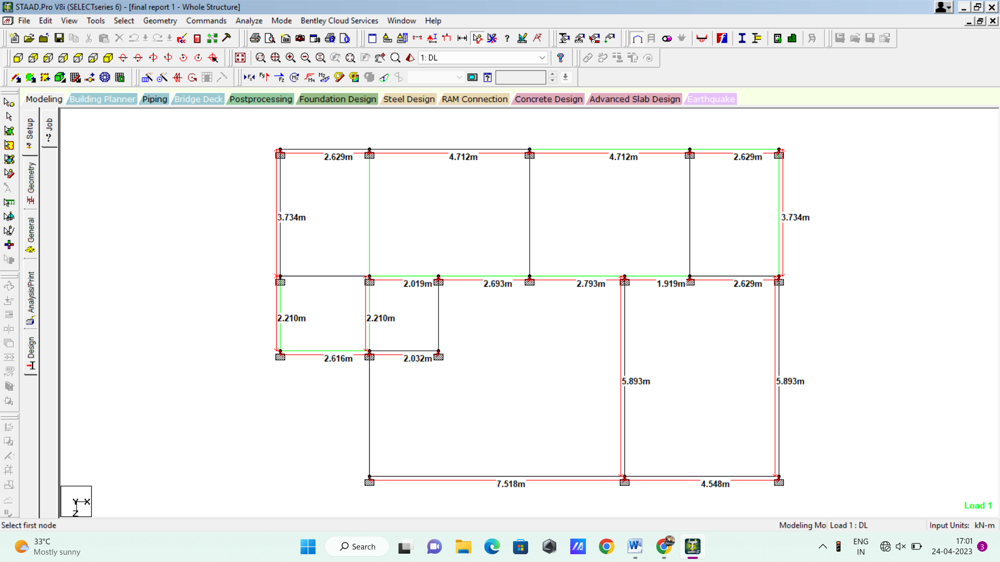 STAAD.Pro V8i (SELECTseries 6) - [final report 1 - Whole Structure]
File Edit View Tools Select Geometry Commands Analyze Mode Bentley Cloud Services Window Help
1: DL
Modeling Building Planner Piping Bridge Deck Postprocessing Foundation Design Steel Design RAM Connection Concrete Design Advanced Slab Design Earthquake
Setup
Job
Geometry
General
Analysis/Print
Design
2.629m 4.712m 4.712m 2.629m
3.734m 3.734m
2.019m 2.693m 2.793m 1.919m 2.629m
2.210m 2.210m
2.616m 2.032m
5.893m 5.893m
7.518m 4.548m
Y X
Z
Load 1
Select first node Modeling Mo Load 1 : DL Input Units: kN-m
33°C
Mostly sunny
Search
ENG
IN
17:01
24-04-2023
3